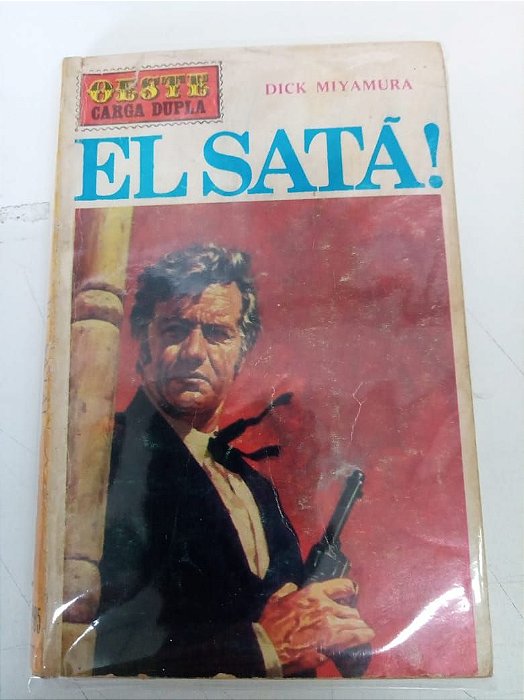 OESTE
CARGA DUPLA
DICK MIYAMURA
EL SATÃ!